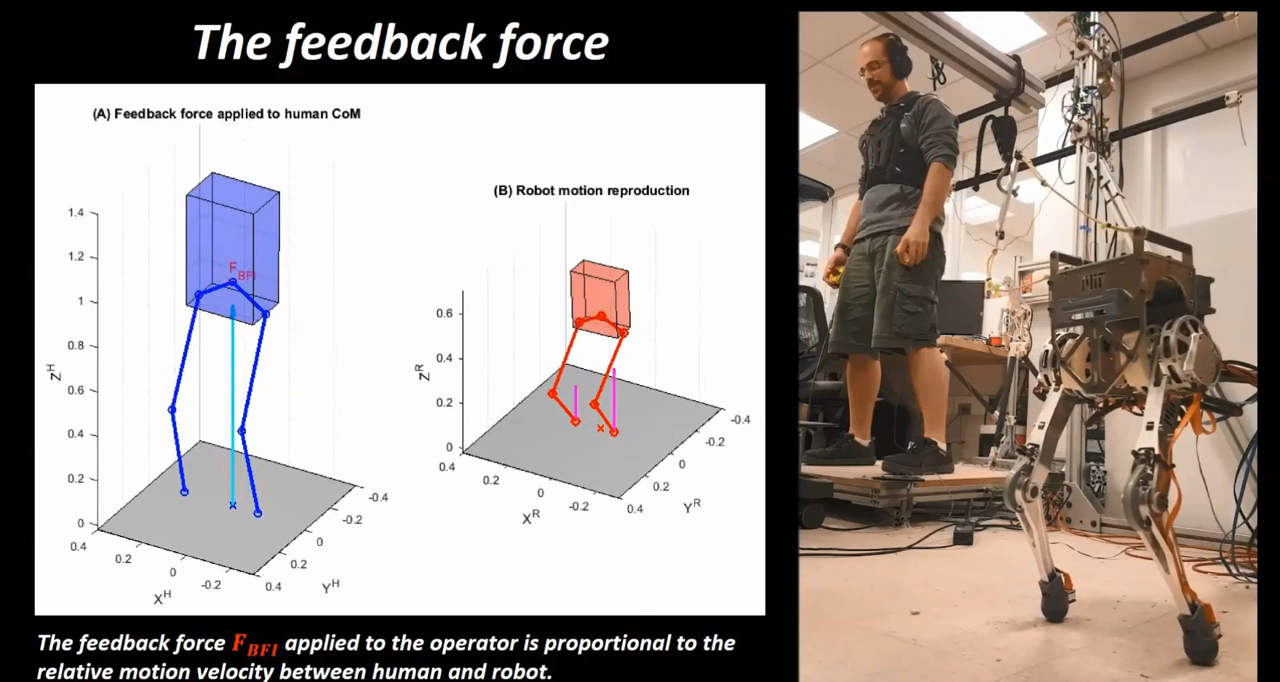 The feedback force
(A) Feedback force applied to human CoM
1.4
1.2
1
0.8
0.6
0.4
0.2
0
Z^H
F_BFI
0.4
0.2
0
-0.2
X^H
0.4
0.2
0
-0.2
-0.4
Y^H
(B) Robot motion reproduction
0.6
0.4
0.2
0
Z^R
0.4
0.2
0
-0.2
X^R
0.4
0.2
0
-0.2
-0.4
Y^R
MiT
The feedback force F_BFI applied to the operator is proportional to the
relative motion velocity between human and robot.